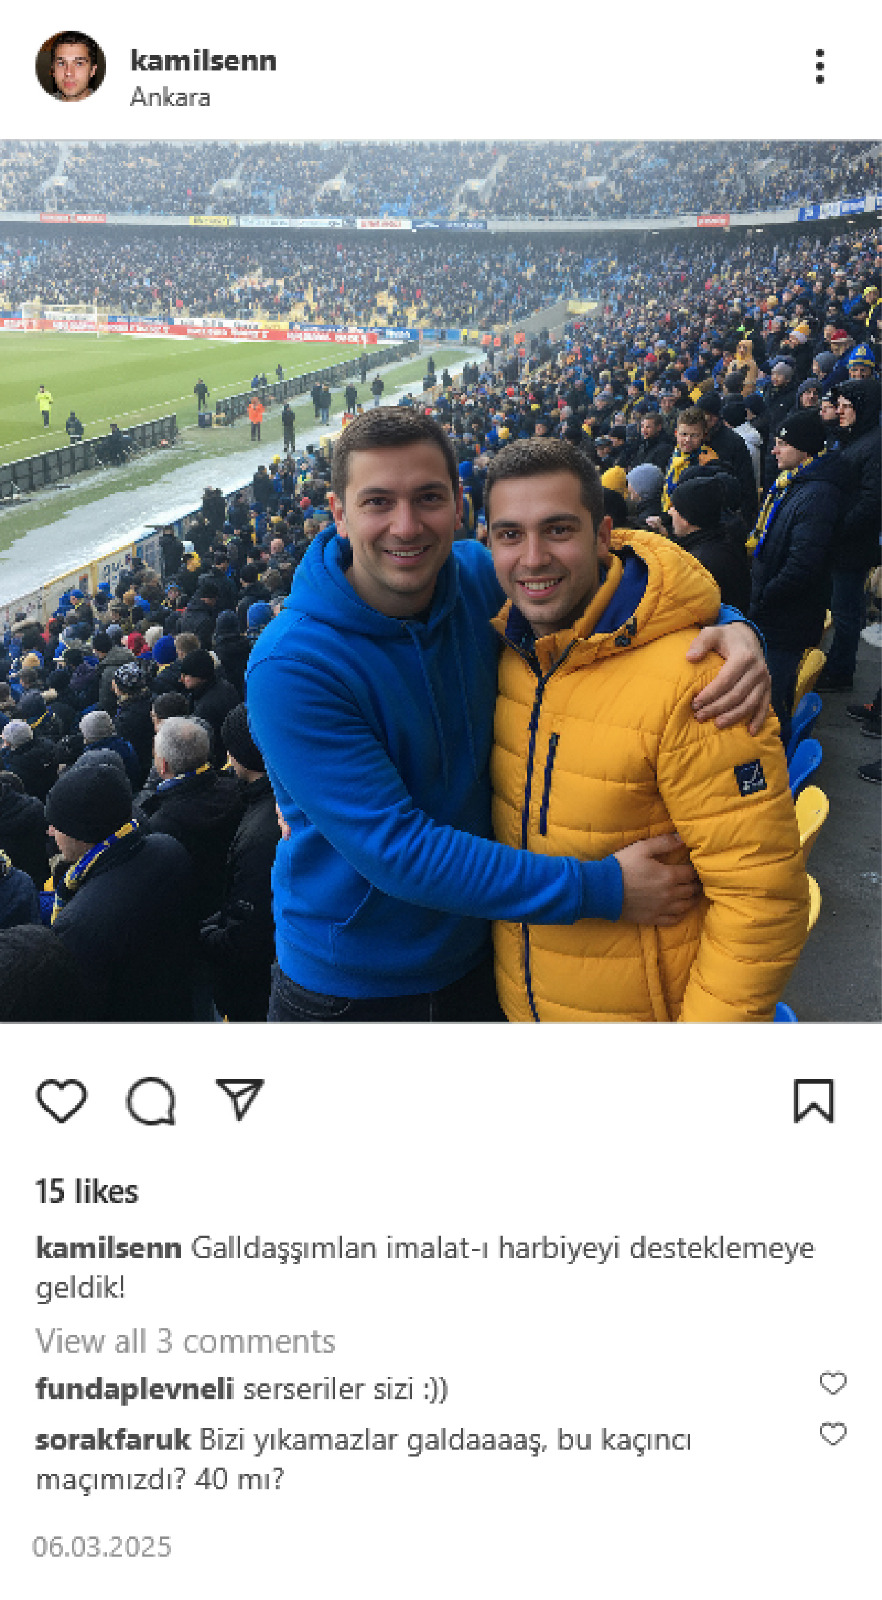 kamilsenn
Ankara
15 likes
kamilsenn Galldaşşımlan imalat-ı harbiyeyi desteklemeye
geldik!
View all 3 comments
fundaplevneli serseriler sizi :))
sorakfaruk Bizi yıkamazlar galdaaaaş, bu kaçıncı
maçımızdı? 40 mı?
06.03.2025